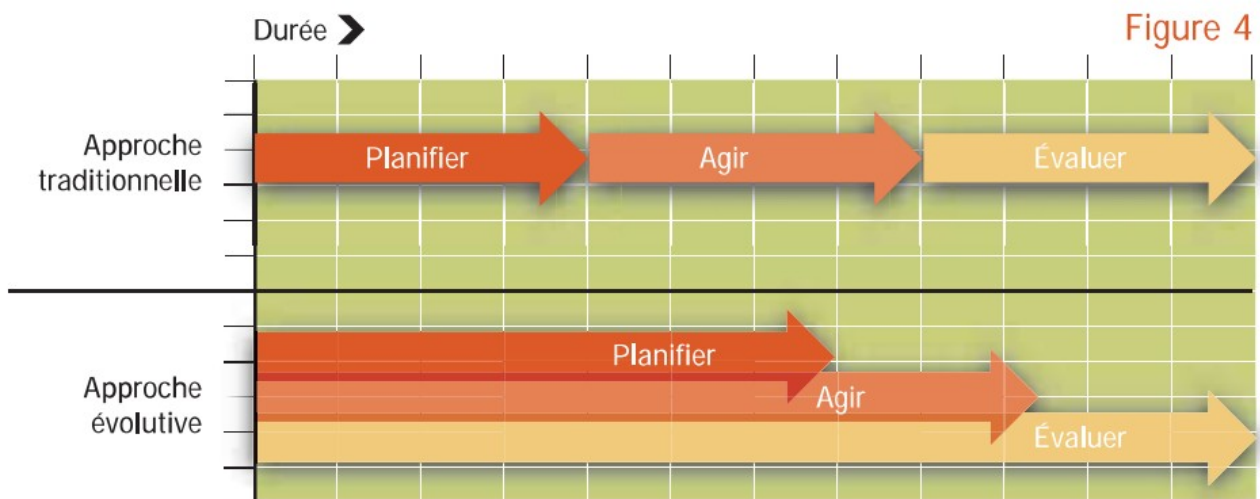 Durée
Figure 4
Approche
traditionnelle
Planifier
Agir
Évaluer
Approche
évolutive
Planifier
Agir
Évaluer